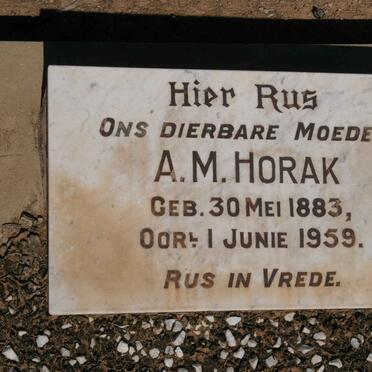 Hier Rus
ONS DIERBARE MOEDE
A.M. HORAK
GEB. 30 MEI 1883,
OORL 1 JUNIE 1959.
RUS IN VREDE.